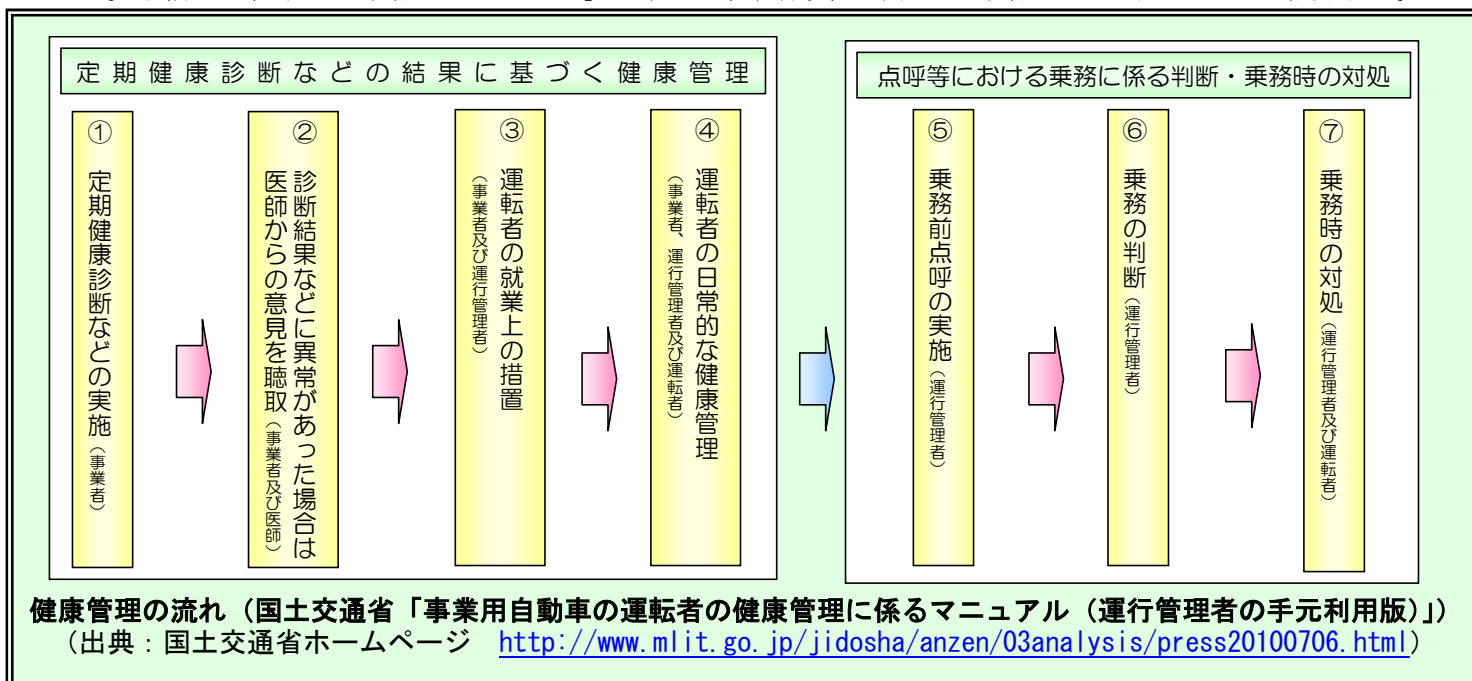 定期健康診断などの結果に基づく健康管理
①
定期健康診断などの実施(事業者)
②
診断結果などに異常があった場合は
医師からの意見を聴取(事業者及び医師)
③
運転者の就業上の措置
(事業者及び運行管理者)
④
運転者の日常的な健康管理
(事業者、運行管理者及び運転者)
点呼等における乗務に係る判断・乗務時の対処
⑤
乗務前点呼の実施(運行管理者)
⑥
乗務の判断(運行管理者)
⑦
乗務時の対処(運行管理者及び運転者)
健康管理の流れ(国土交通省「事業用自動車の運転者の健康管理に係るマニュアル(運行管理者の手元利用版)」)
(出典:国土交通省ホームページ http://www.mlit.go.jp/jidosha/anzen/03analysis/press20100706.html)